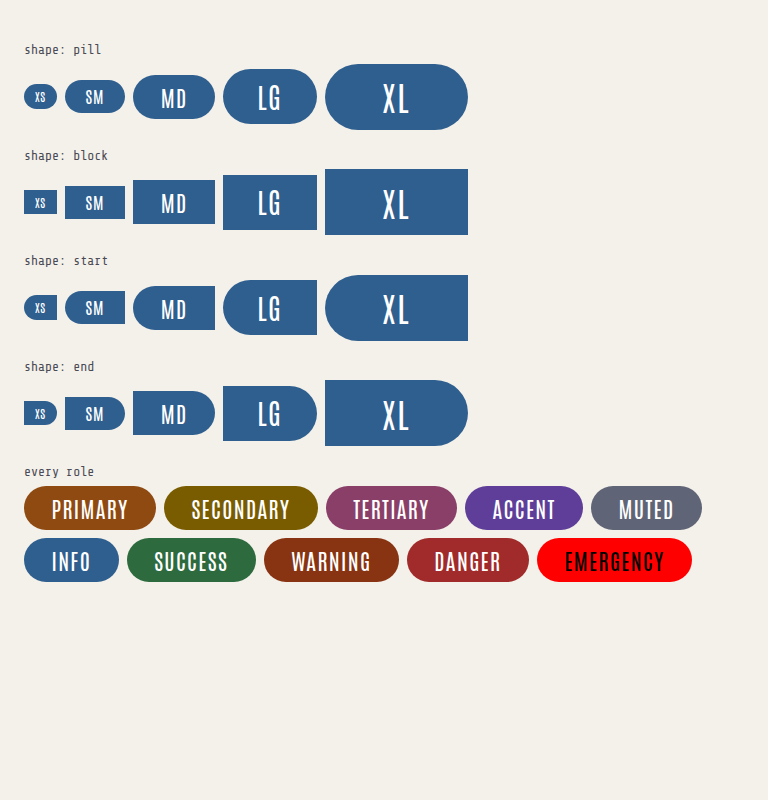 shape: pill
XS SM MD LG XL
shape: block
XS SM MD LG XL
shape: start
XS SM MD LG XL
shape: end
XS SM MD LG XL
every role
PRIMARY SECONDARY TERTIARY ACCENT MUTED
INFO SUCCESS WARNING DANGER EMERGENCY